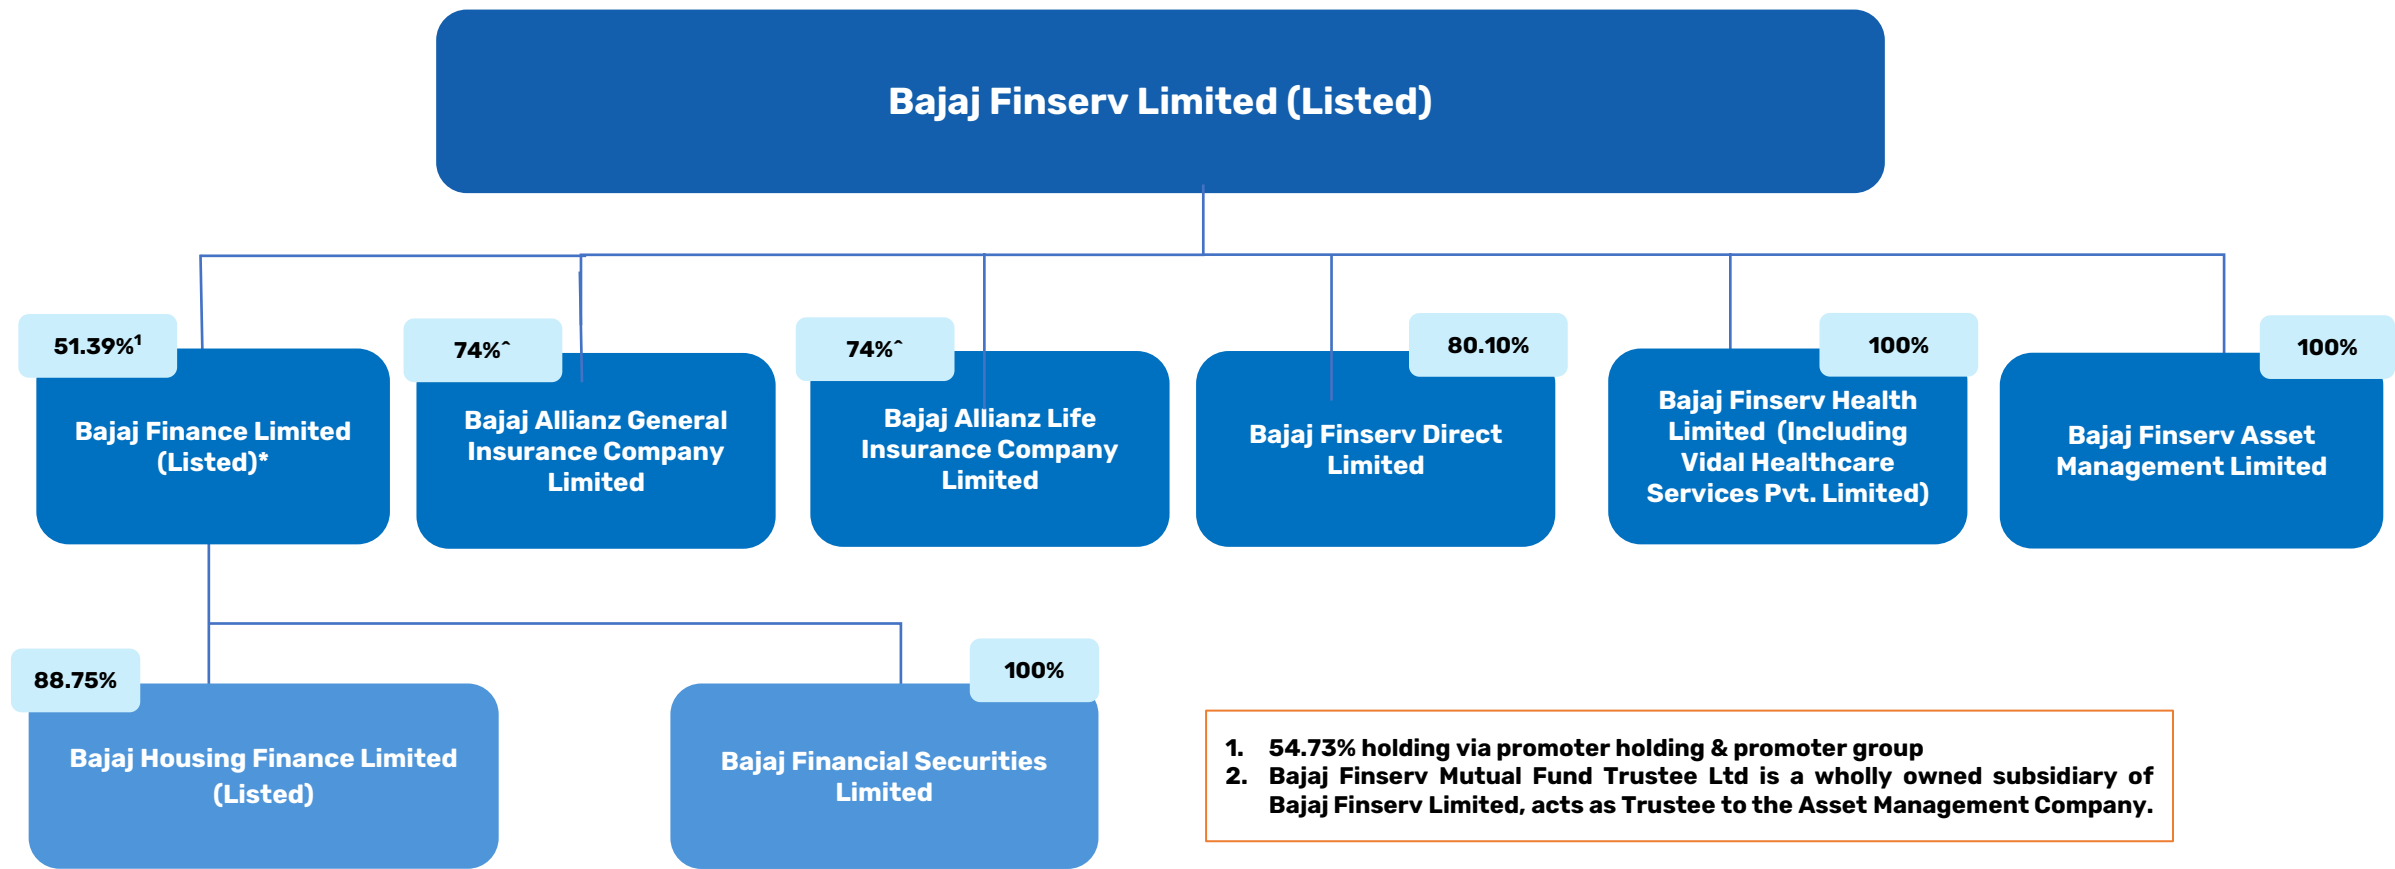 Bajaj Finserv Limited (Listed)
51.39%¹
Bajaj Finance Limited
(Listed)*
74%^
Bajaj Allianz General
Insurance Company
Limited
74%^
Bajaj Allianz Life
Insurance Company
Limited
80.10%
Bajaj Finserv Direct
Limited
100%
Bajaj Finserv Health
Limited (Including
Vidal Healthcare
Services Pvt. Limited)
100%
Bajaj Finserv Asset
Management Limited
88.75%
Bajaj Housing Finance Limited
(Listed)
100%
Bajaj Financial Securities
Limited
1. 54.73% holding via promoter holding & promoter group
2. Bajaj Finserv Mutual Fund Trustee Ltd is a wholly owned subsidiary of
Bajaj Finserv Limited, acts as Trustee to the Asset Management Company.